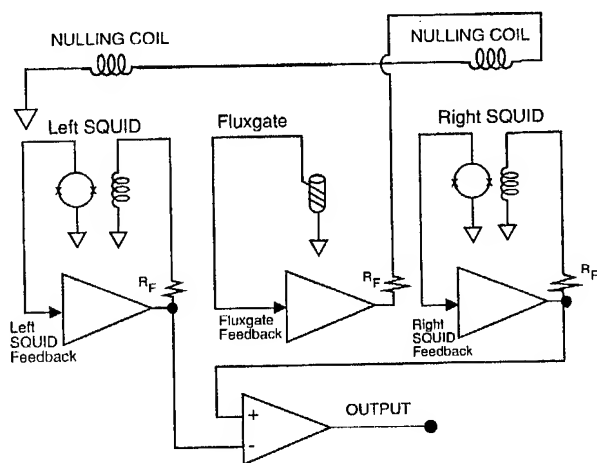 NULLING COIL
NULLING COIL
Left SQUID
Fluxgate
Right SQUID
RF
RF
RF
Left
SQUID
Feedback
Fluxgate
Feedback
Right
SQUID
Feedback
+
-
OUTPUT